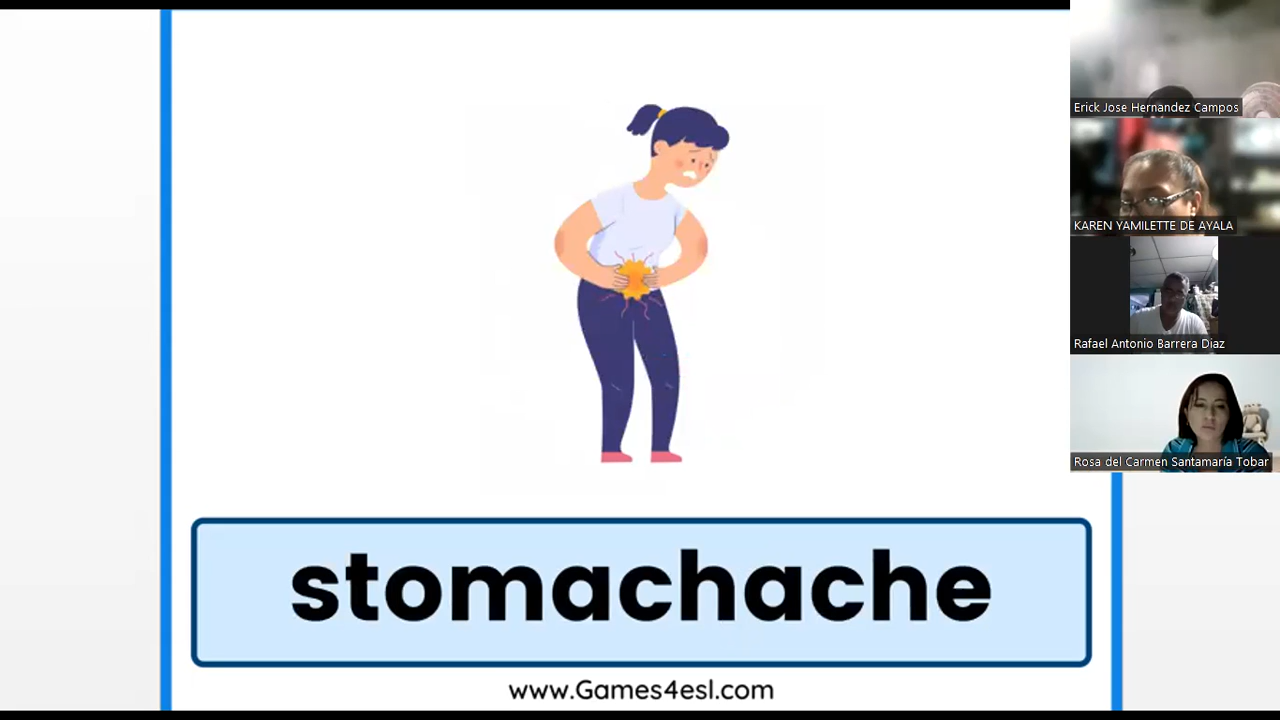 stomachache
www.Games4esl.com
Erick Jose Hernandez Campos
KAREN YAMILETTE DE AYALA
Rafael Antonio Barrera Diaz
Rosa del Carmen Santamaría Tobar